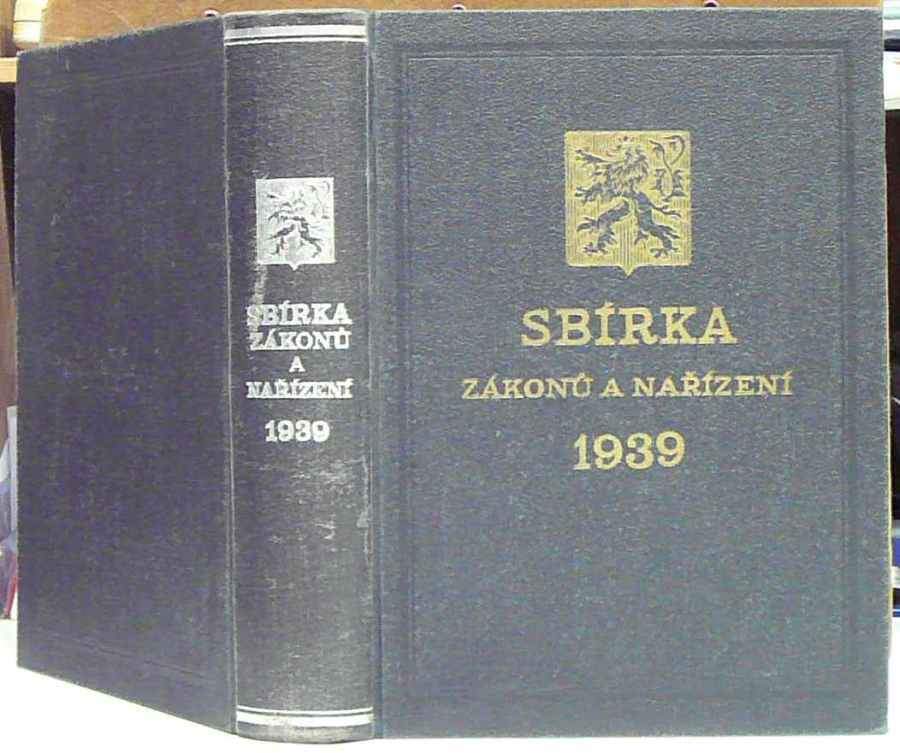 SBÍRKA
ZÁKONŮ
A
NAŘÍZENÍ
1939
SBÍRKA
ZÁKONŮ A NAŘÍZENÍ
1939